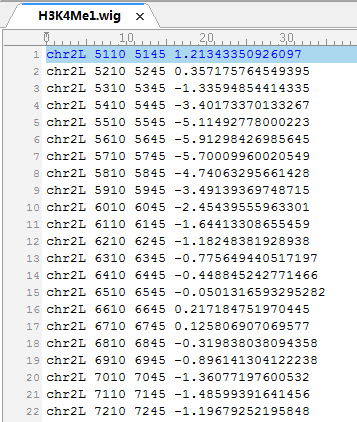 H3K4Me1.wig ×
0 10 20 30
1 chr2L 5110 5145 1.21343350926097
2 chr2L 5210 5245 0.357175764549395
3 chr2L 5310 5345 -1.33594854414335
4 chr2L 5410 5445 -3.40173370133267
5 chr2L 5510 5545 -5.11492778000223
6 chr2L 5610 5645 -5.91298426985645
7 chr2L 5710 5745 -5.70009960020549
8 chr2L 5810 5845 -4.74063295661428
9 chr2L 5910 5945 -3.49139369748715
10 chr2L 6010 6045 -2.45439555963301
11 chr2L 6110 6145 -1.64413308655459
12 chr2L 6210 6245 -1.18248381928938
13 chr2L 6310 6345 -0.775649440517197
14 chr2L 6410 6445 -0.448845242771466
15 chr2L 6510 6545 -0.0501316593295282
16 chr2L 6610 6645 0.217184751970445
17 chr2L 6710 6745 0.125806907069577
18 chr2L 6810 6845 -0.319838038094358
19 chr2L 6910 6945 -0.896141304122238
20 chr2L 7010 7045 -1.36077197600532
21 chr2L 7110 7145 -1.48599391641456
22 chr2L 7210 7245 -1.19679252195848